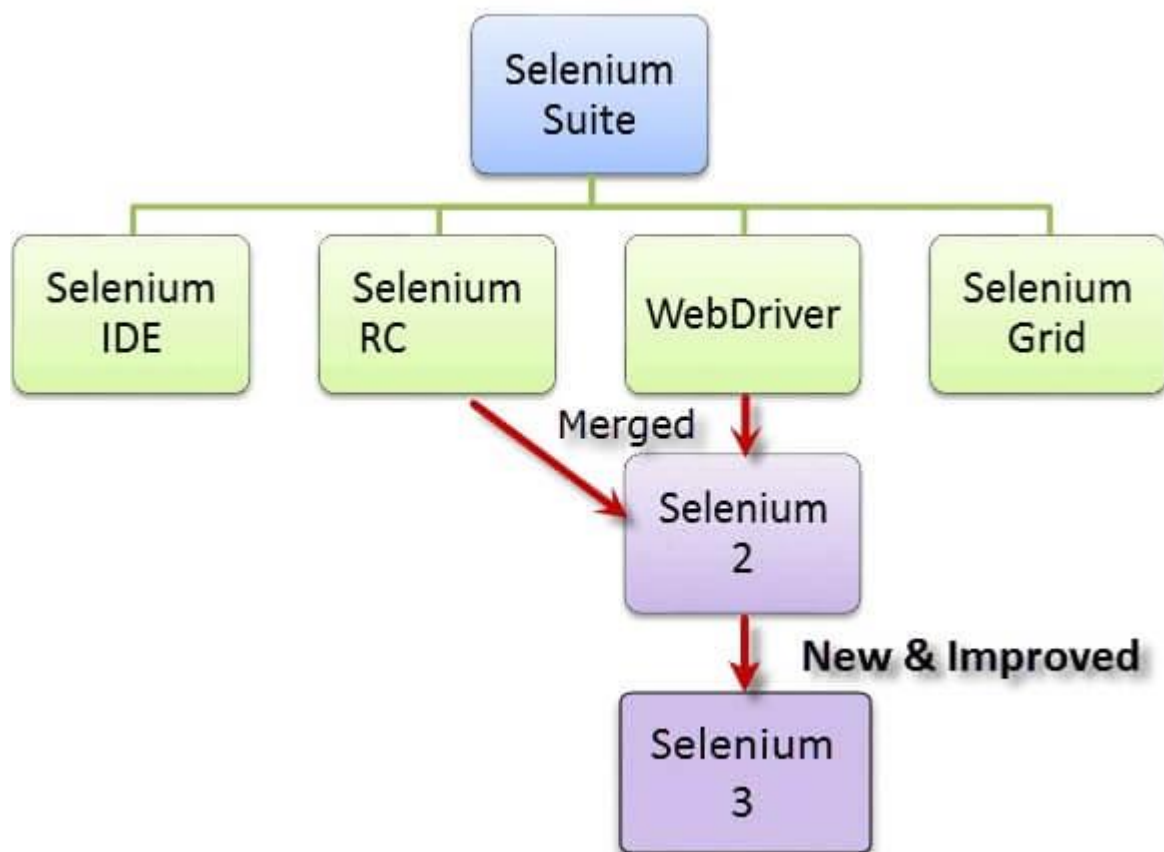 Selenium
Suite
Selenium
IDE
Selenium
RC
WebDriver
Selenium
Grid
Merged
Selenium
2
New & Improved
Selenium
3